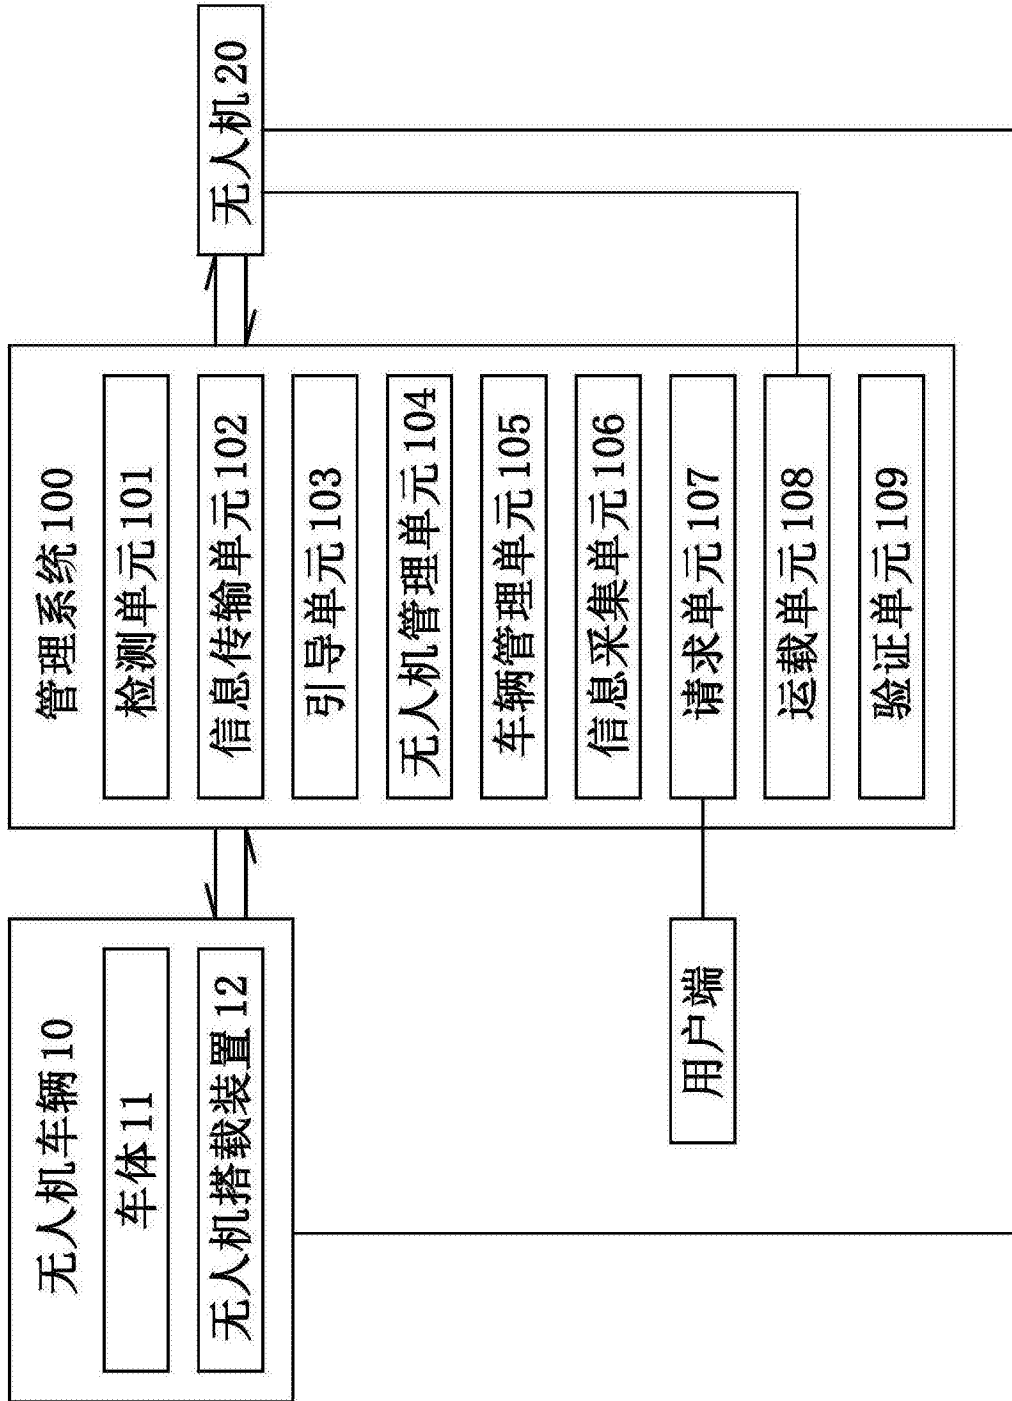 无人机车辆10
车体11
无人机搭载装置12
管理系统100
检测单元101
信息传输单元102
引导单元103
无人机管理单元104
车辆管理单元105
信息采集单元106
请求单元107
运载单元108
验证单元109
无人机20
用户端